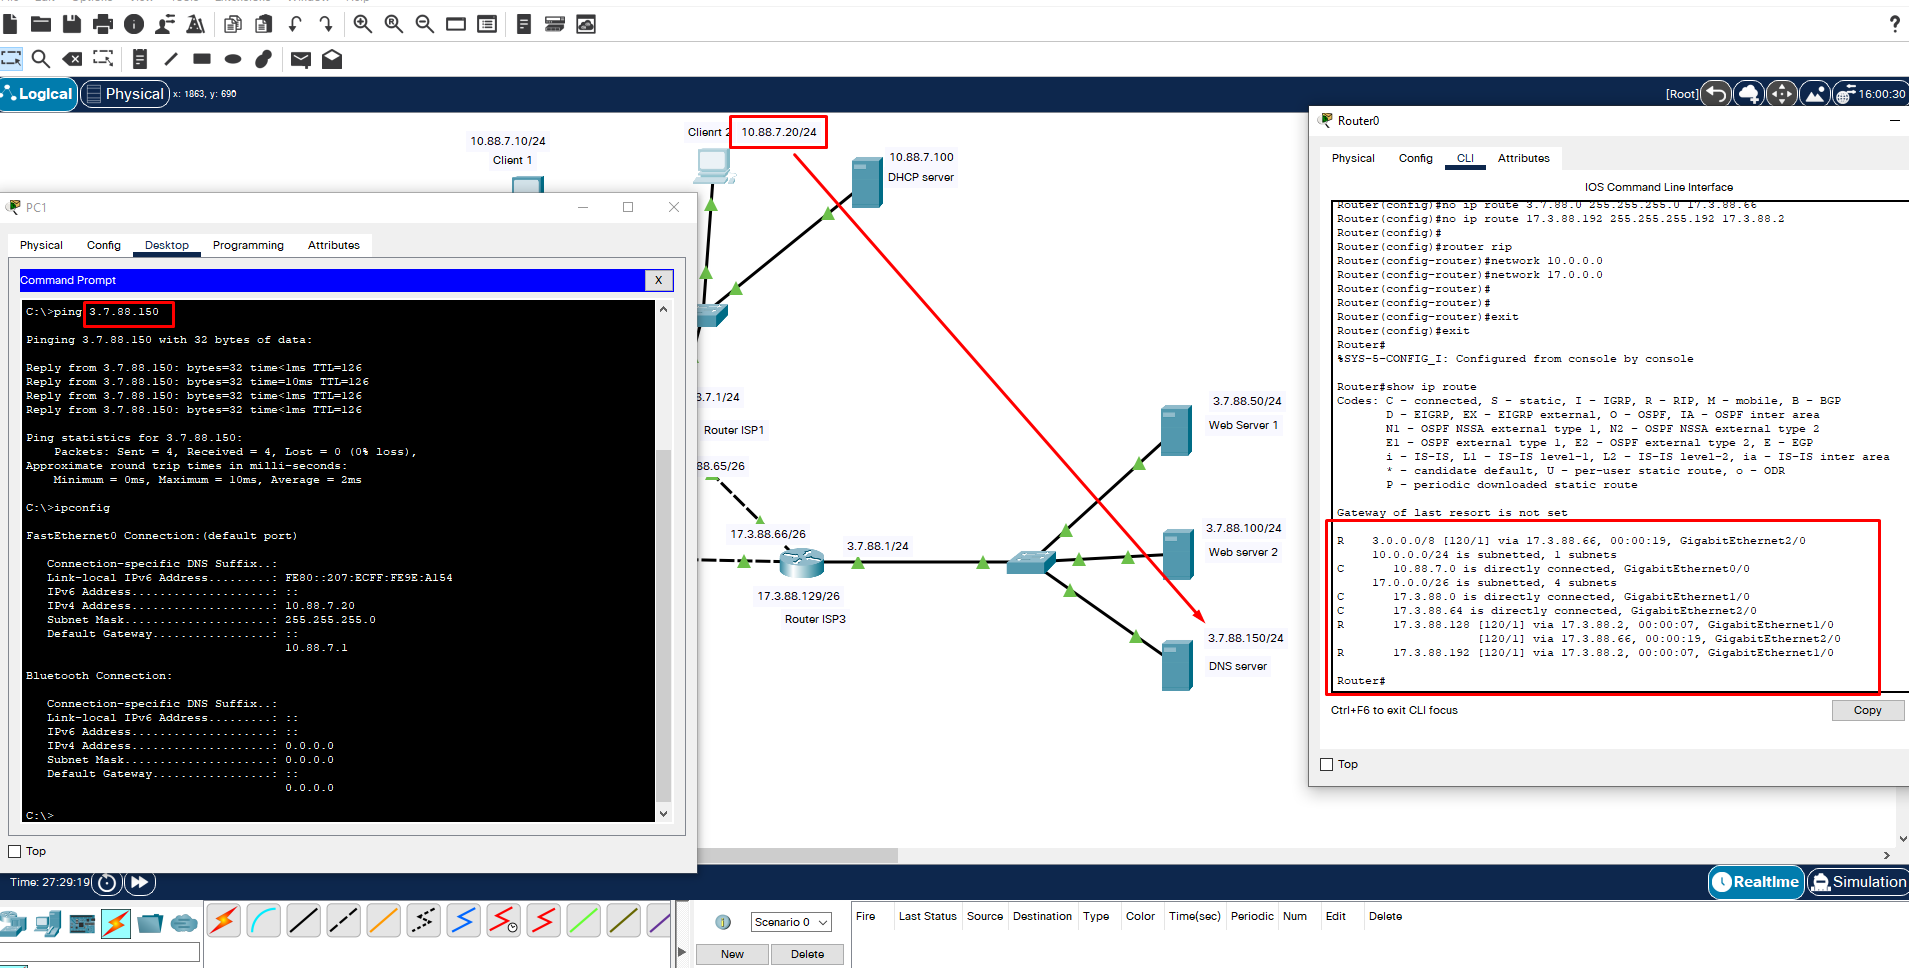 Logical
Physical
x: 1863, y: 690
[Root]
16:00:30
10.88.7.10/24
Client 1
Clienrt 2
10.88.7.20/24
10.88.7.100
DHCP server
3.7.1/24
Router ISP1
88.65/26
17.3.88.66/26
3.7.88.1/24
17.3.88.129/26
Router ISP3
3.7.88.50/24
Web Server 1
3.7.88.100/24
Web server 2
3.7.88.150/24
DNS server
PC1
Physical
Config
Desktop
Programming
Attributes
Command Prompt
X
C:\>ping 3.7.88.150
Pinging 3.7.88.150 with 32 bytes of data:
Reply from 3.7.88.150: bytes=32 time<1ms TTL=126
Reply from 3.7.88.150: bytes=32 time=10ms TTL=126
Reply from 3.7.88.150: bytes=32 time<1ms TTL=126
Reply from 3.7.88.150: bytes=32 time<1ms TTL=126
Ping statistics for 3.7.88.150:
Packets: Sent = 4, Received = 4, Lost = 0 (0% loss),
Approximate round trip times in milli-seconds:
Minimum = 0ms, Maximum = 10ms, Average = 2ms
C:\>ipconfig
FastEthernet0 Connection:(default port)
Connection-specific DNS Suffix..:
Link-local IPv6 Address.........: FE80::207:ECFF:FE9E:A154
IPv6 Address....................: ::
IPv4 Address....................: 10.88.7.20
Subnet Mask.....................: 255.255.255.0
Default Gateway.................: ::
10.88.7.1
Bluetooth Connection:
Connection-specific DNS Suffix..:
Link-local IPv6 Address.........: ::
IPv6 Address....................: ::
IPv4 Address....................: 0.0.0.0
Subnet Mask.....................: 0.0.0.0
Default Gateway.................: ::
0.0.0.0
C:\>
Top
Router0
Physical
Config
CLI
Attributes
IOS Command Line Interface
Router(config)#no ip route 3.7.88.0 255.255.255.0 17.3.88.66
Router(config)#no ip route 17.3.88.192 255.255.255.192 17.3.88.2
Router(config)#
Router(config)#router rip
Router(config-router)#network 10.0.0.0
Router(config-router)#network 17.0.0.0
Router(config-router)#
Router(config-router)#
Router(config-router)#exit
Router(config)#exit
Router#
%SYS-5-CONFIG_I: Configured from console by console
Router#show ip route
Codes: C - connected, S - static, I - IGRP, R - RIP, M - mobile, B - BGP
D - EIGRP, EX - EIGRP external, O - OSPF, IA - OSPF inter area
N1 - OSPF NSSA external type 1, N2 - OSPF NSSA external type 2
E1 - OSPF external type 1, E2 - OSPF external type 2, E - EGP
i - IS-IS, L1 - IS-IS level-1, L2 - IS-IS level-2, ia - IS-IS inter area
* - candidate default, U - per-user static route, o - ODR
P - periodic downloaded static route
Gateway of last resort is not set
R 3.0.0.0/8 [120/1] via 17.3.88.66, 00:00:19, GigabitEthernet2/0
10.0.0.0/24 is subnetted, 1 subnets
C 10.88.7.0 is directly connected, GigabitEthernet0/0
17.0.0.0/26 is subnetted, 4 subnets
C 17.3.88.0 is directly connected, GigabitEthernet1/0
C 17.3.88.64 is directly connected, GigabitEthernet2/0
R 17.3.88.128 [120/1] via 17.3.88.2, 00:00:07, GigabitEthernet1/0
[120/1] via 17.3.88.66, 00:00:19, GigabitEthernet2/0
R 17.3.88.192 [120/1] via 17.3.88.2, 00:00:07, GigabitEthernet1/0
Router#
Ctrl+F6 to exit CLI focus
Copy
Top
Time: 27:29:19
Realtime
Simulation
Scenario 0
New
Delete
Fire
Last Status
Source
Destination
Type
Color
Time(sec)
Periodic
Num
Edit
Delete